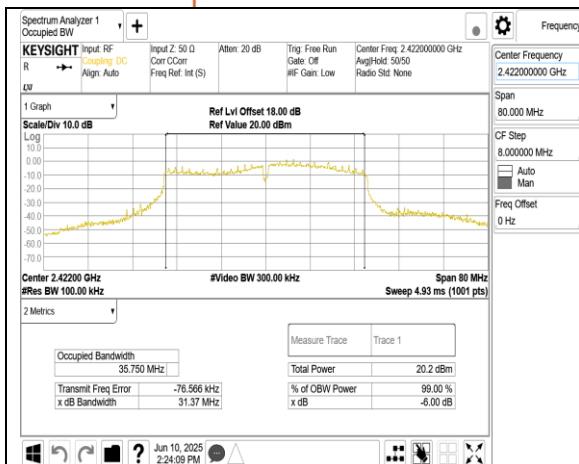 Spectrum Analyzer 1
Occupied BW
Frequency
KEYSIGHT
R
Input: RF
Coupling: DC
Align: Auto
Input Z: 50 Ω
Corr CCorr
Freq Ref: Int (S)
Atten: 20 dB
Trig: Free Run
Gate: Off
#IF Gain: Low
Center Freq: 2.422000000 GHz
Avg|Hold: 50/50
Radio Std: None
Center Frequency
2.422000000 GHz
Span
80.000 MHz
CF Step
8.000000 MHz
Auto
Man
Freq Offset
0 Hz
1 Graph
Scale/Div 10.0 dB
Ref Lvl Offset 18.00 dB
Ref Value 20.00 dBm
Log
10.0
0.00
-10.0
-20.0
-30.0
-40.0
-50.0
-60.0
-70.0
Center 2.42200 GHz
#Res BW 100.00 kHz
#Video BW 300.00 kHz
Span 80 MHz
Sweep 4.93 ms (1001 pts)
2 Metrics
Measure Trace Trace 1
Occupied Bandwidth
35.750 MHz
Total Power 20.2 dBm
Transmit Freq Error -76.566 kHz
% of OBW Power 99.00 %
x dB Bandwidth 31.37 MHz
x dB -6.00 dB
?
Jun 10, 2025
2:24:09 PM